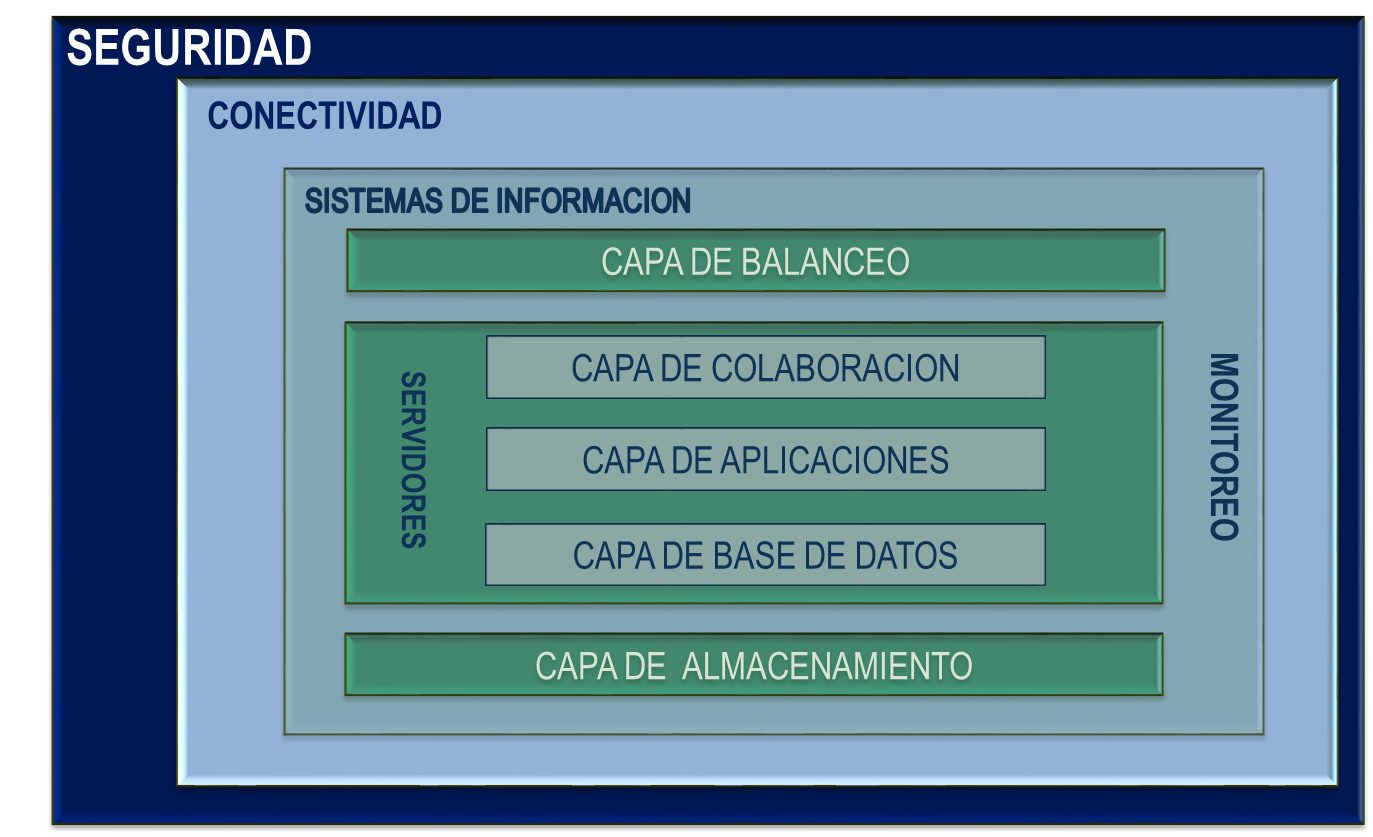 SEGURIDAD
CONECTIVIDAD
SISTEMAS DE INFORMACION
CAPA DE BALANCEO
SERVIDORES
CAPA DE COLABORACION
CAPA DE APLICACIONES
CAPA DE BASE DE DATOS
MONITOREO
CAPA DE ALMACENAMIENTO